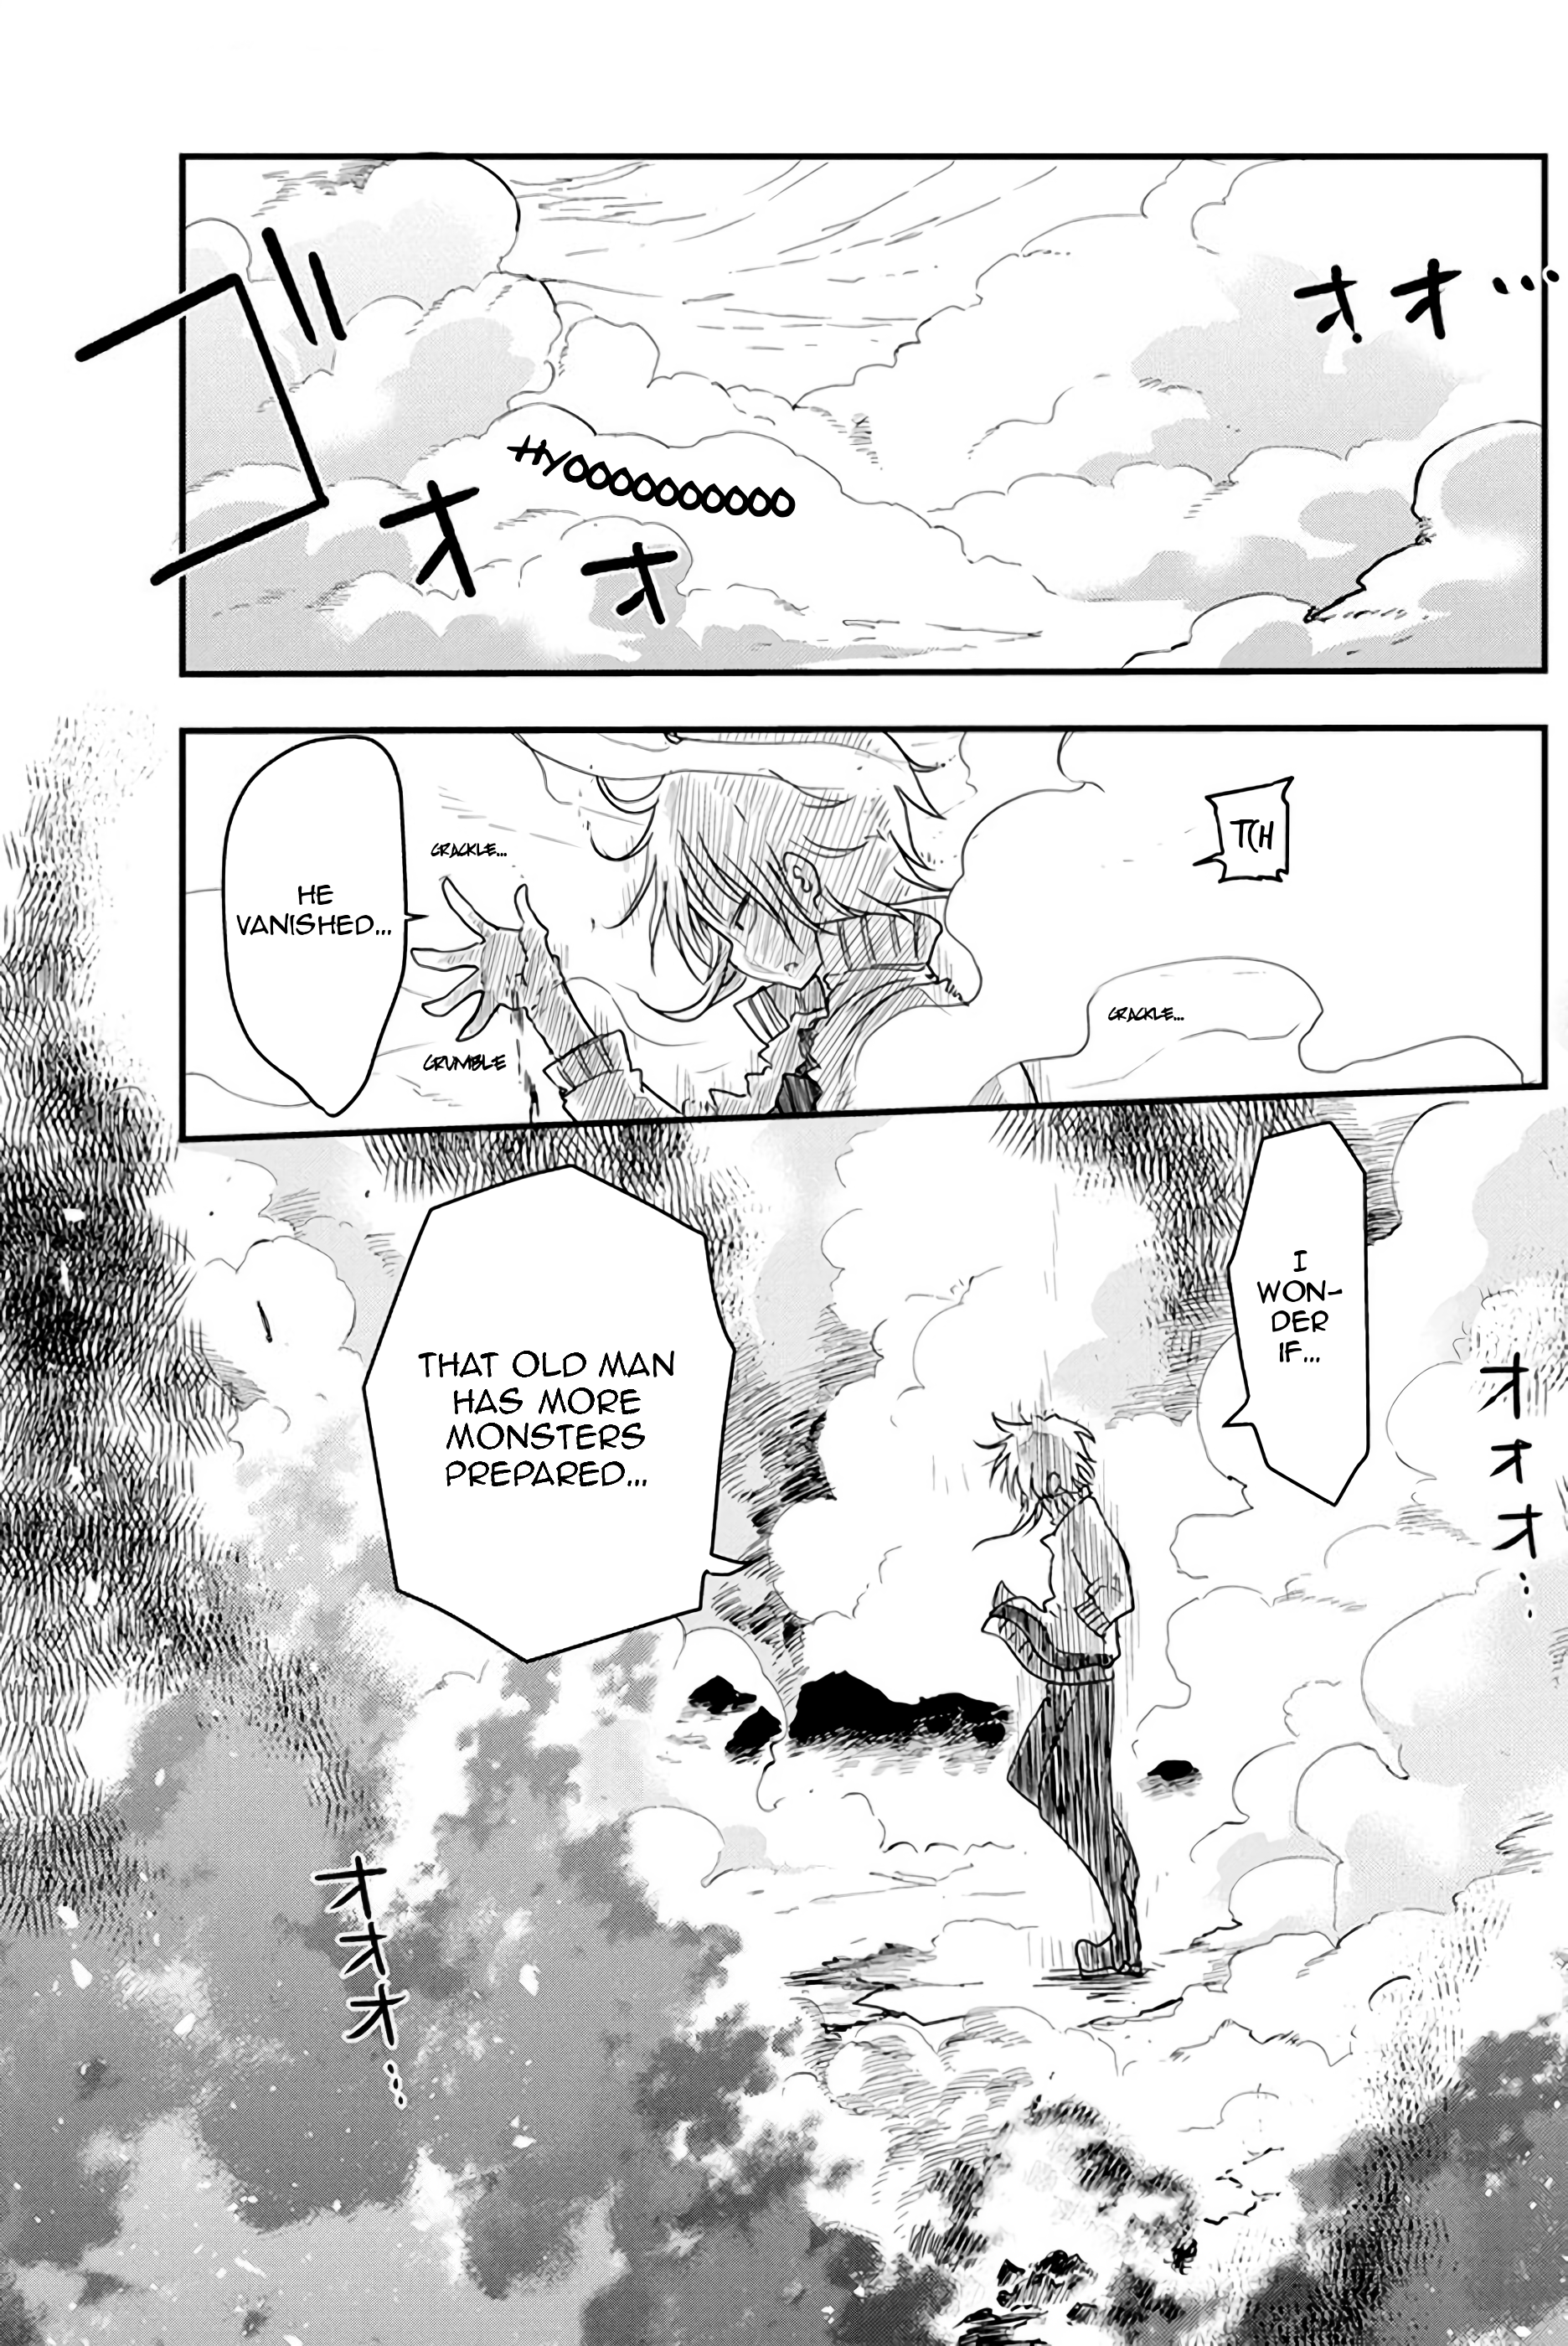 オオ…
ゴ
オ
オ
HYOOOOOOOOOO
TCH
CRACKLE...
CRACKLE...
CRUMBLE
HE
VANISHED...
I
WON-
DER
IF...
オオオ…
THAT OLD MAN
HAS MORE
MONSTERS
PREPARED...
オオオ…